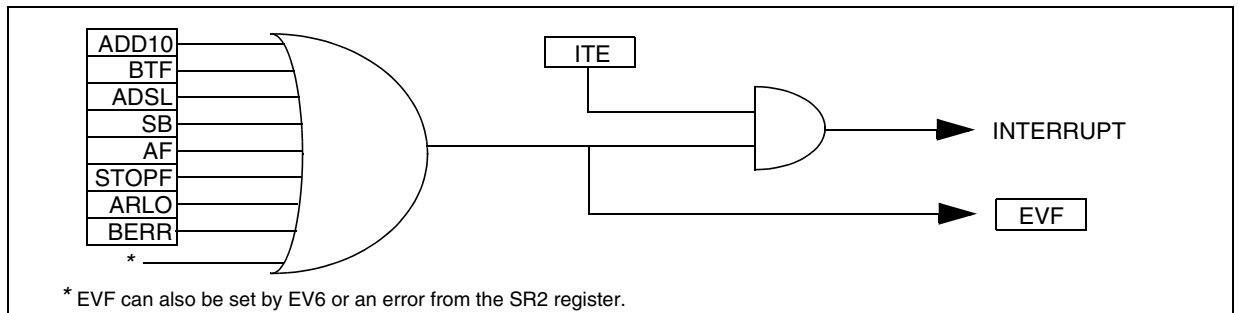 ADD10
BTF
ADSL
SB
AF
STOPF
ARLO
BERR
*
ITE
INTERRUPT
EVF
* EVF can also be set by EV6 or an error from the SR2 register.